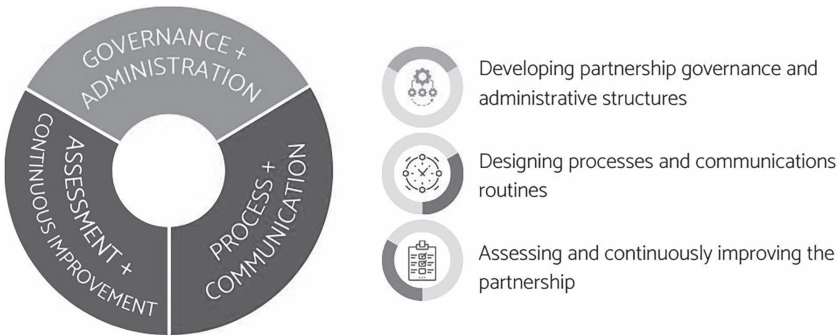 GOVERNANCE +
ADMINISTRATION
PROCESS +
COMMUNICATION
ASSESSMENT +
CONTINUOUS IMPROVEMENT
Developing partnership governance and
administrative structures
Designing processes and communications
routines
Assessing and continuously improving the
partnership